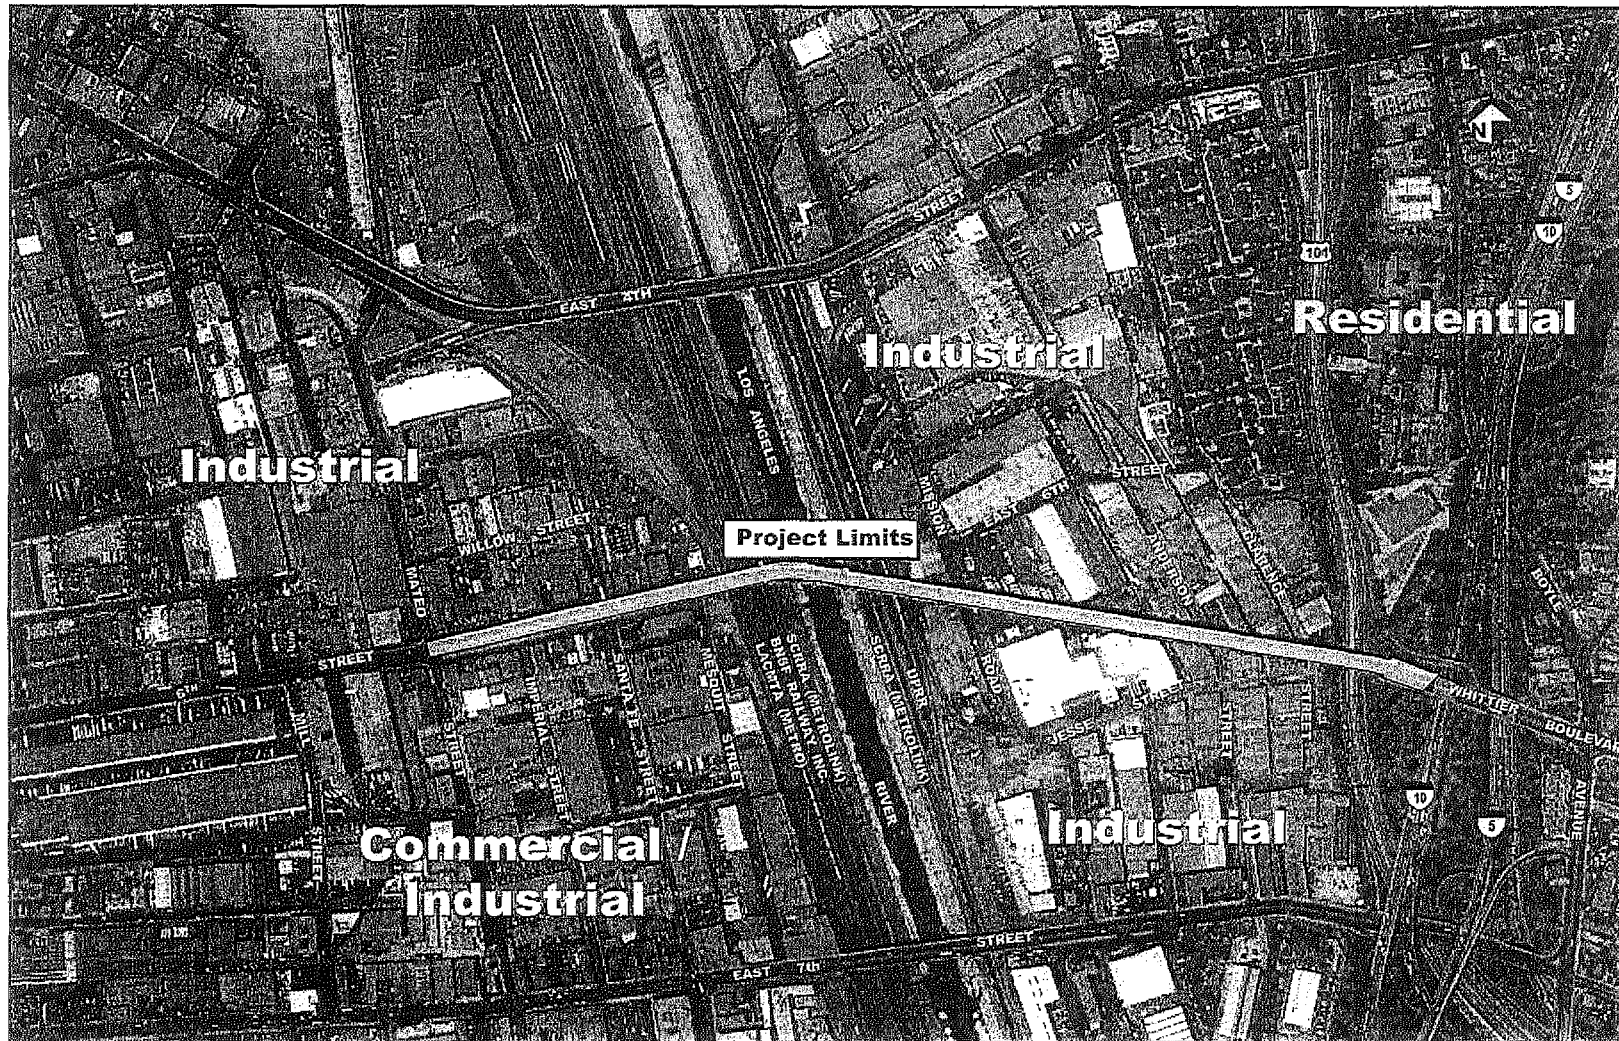 N
5
10
STREET
101
EAST 4TH
Residential
Industrial
LOS ANGELES
Industrial
STREET
MISSION
EAST 6TH
WILLOW STREET
Project Limits
ANDERSON
CLARENCE
BOYLE
MATEO
6TH STREET
WHITTIER BOULEVAR
AVENUE
MILL
STREET
STREET
IMPERIAL STREET
SANTA FE STREET
MESQUIT STREET
LACMTA (METRO)
BNSF RAILWAY INC.
SCRRA (METROLINK)
RIVER
SCRRA (METROLINK)
UPRR
ROAD
JESSE STREET
STREET
STREET
10
5
Commercial /
Industrial
Industrial
EAST 7th STREET